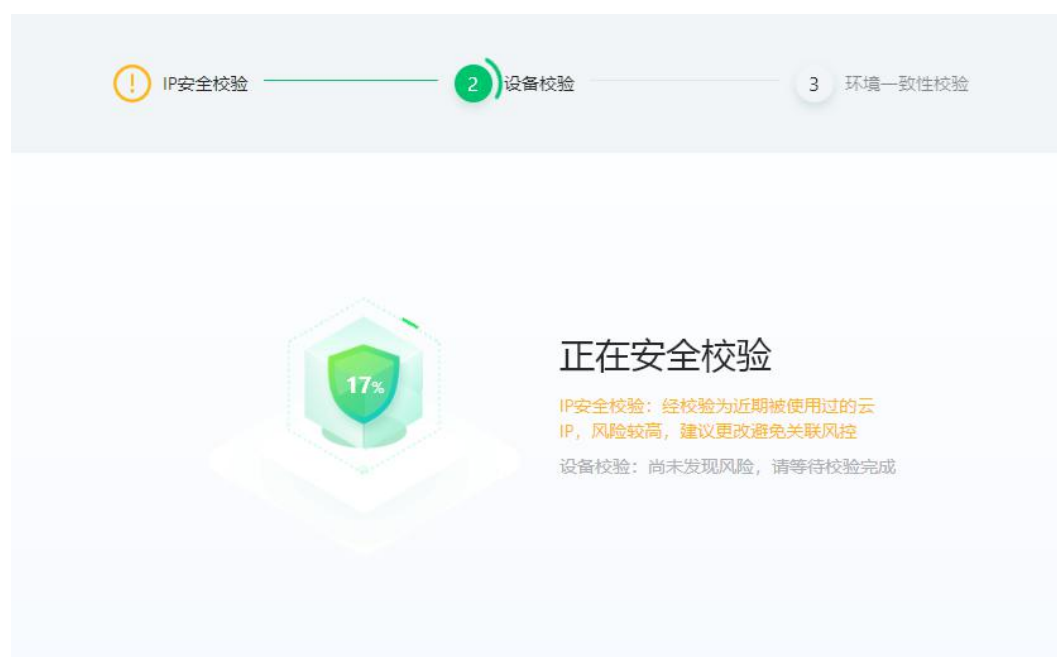 !
IP安全校验
2
设备校验
3
环境一致性校验
17%
正在安全校验
IP安全校验：经校验为近期被使用过的云
IP，风险较高，建议更改避免关联风控
设备校验：尚未发现风险，请等待校验完成